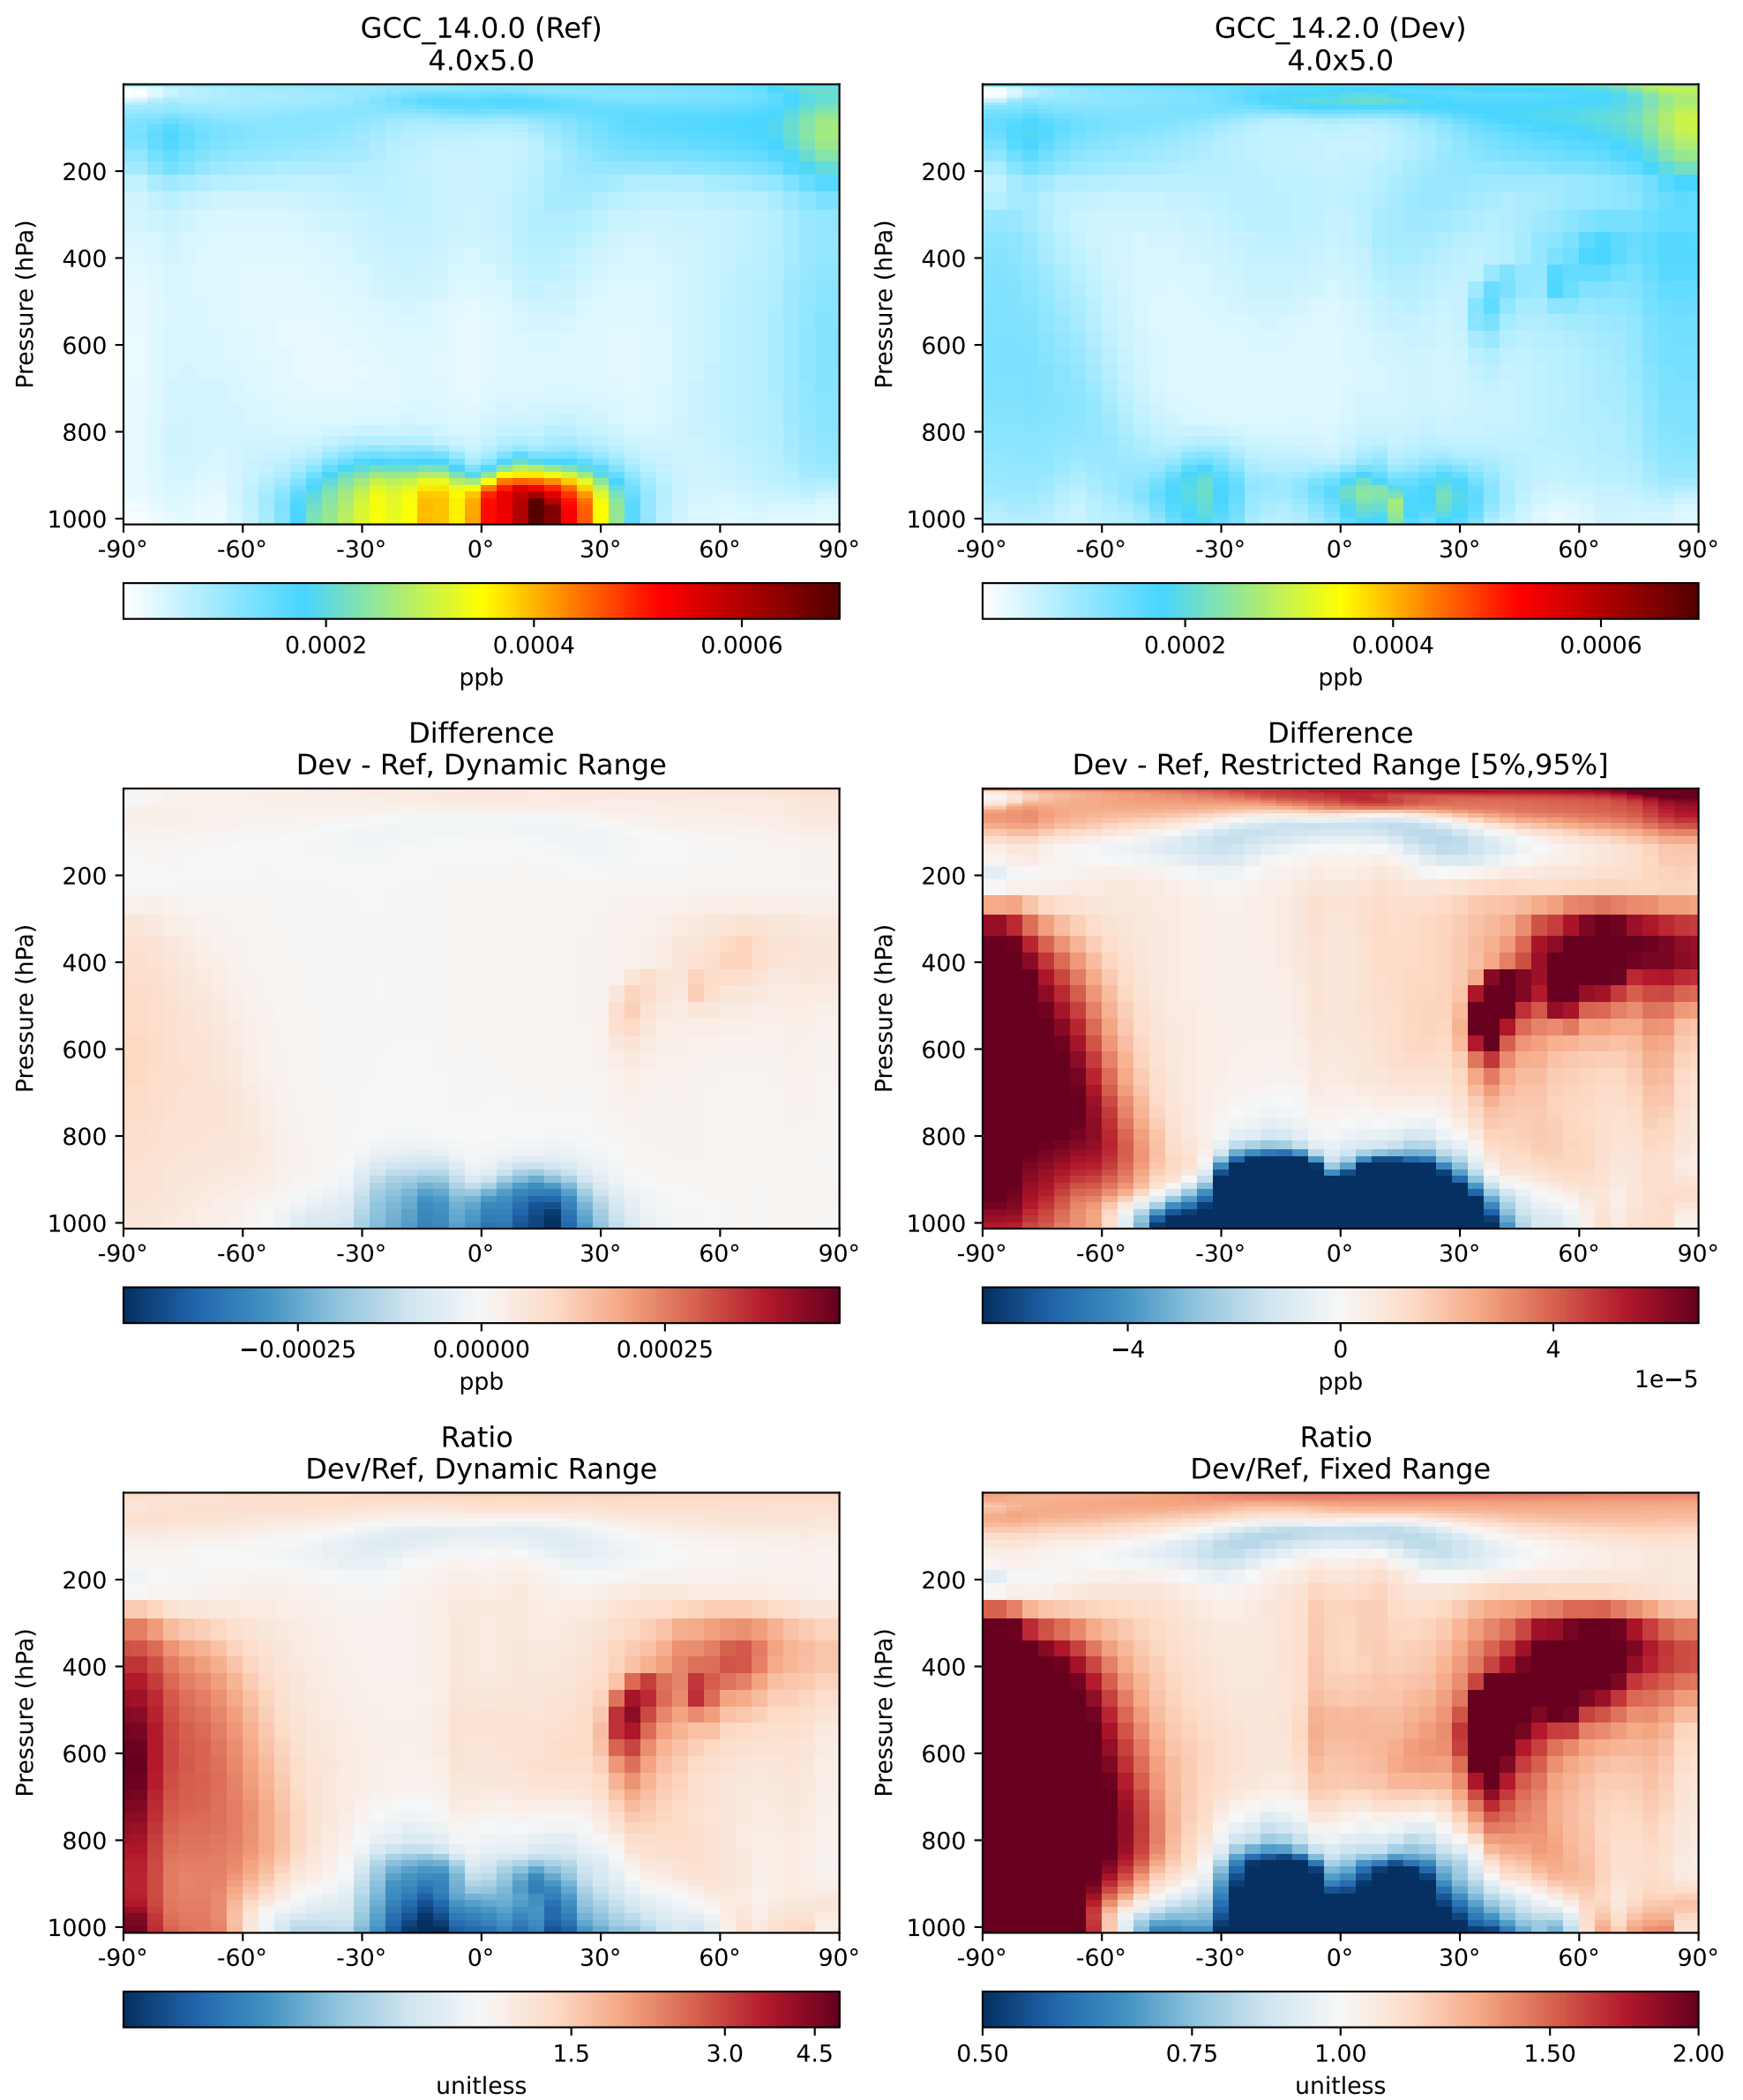 GCC_14.0.0 (Ref)
4.0x5.0
Pressure (hPa)
200
400
600
800
1000
-90° -60° -30° 0° 30° 60° 90°
0.0002 0.0004 0.0006
ppb
GCC_14.2.0 (Dev)
4.0x5.0
Pressure (hPa)
200
400
600
800
1000
-90° -60° -30° 0° 30° 60° 90°
0.0002 0.0004 0.0006
ppb
Difference
Dev - Ref, Dynamic Range
Pressure (hPa)
200
400
600
800
1000
-90° -60° -30° 0° 30° 60° 90°
−0.00025 0.00000 0.00025
ppb
Difference
Dev - Ref, Restricted Range [5%,95%]
Pressure (hPa)
200
400
600
800
1000
-90° -60° -30° 0° 30° 60° 90°
−4 0 4
1e−5
ppb
Ratio
Dev/Ref, Dynamic Range
Pressure (hPa)
200
400
600
800
1000
-90° -60° -30° 0° 30° 60° 90°
1.5 3.0 4.5
unitless
Ratio
Dev/Ref, Fixed Range
Pressure (hPa)
200
400
600
800
1000
-90° -60° -30° 0° 30° 60° 90°
0.50 0.75 1.00 1.50 2.00
unitless